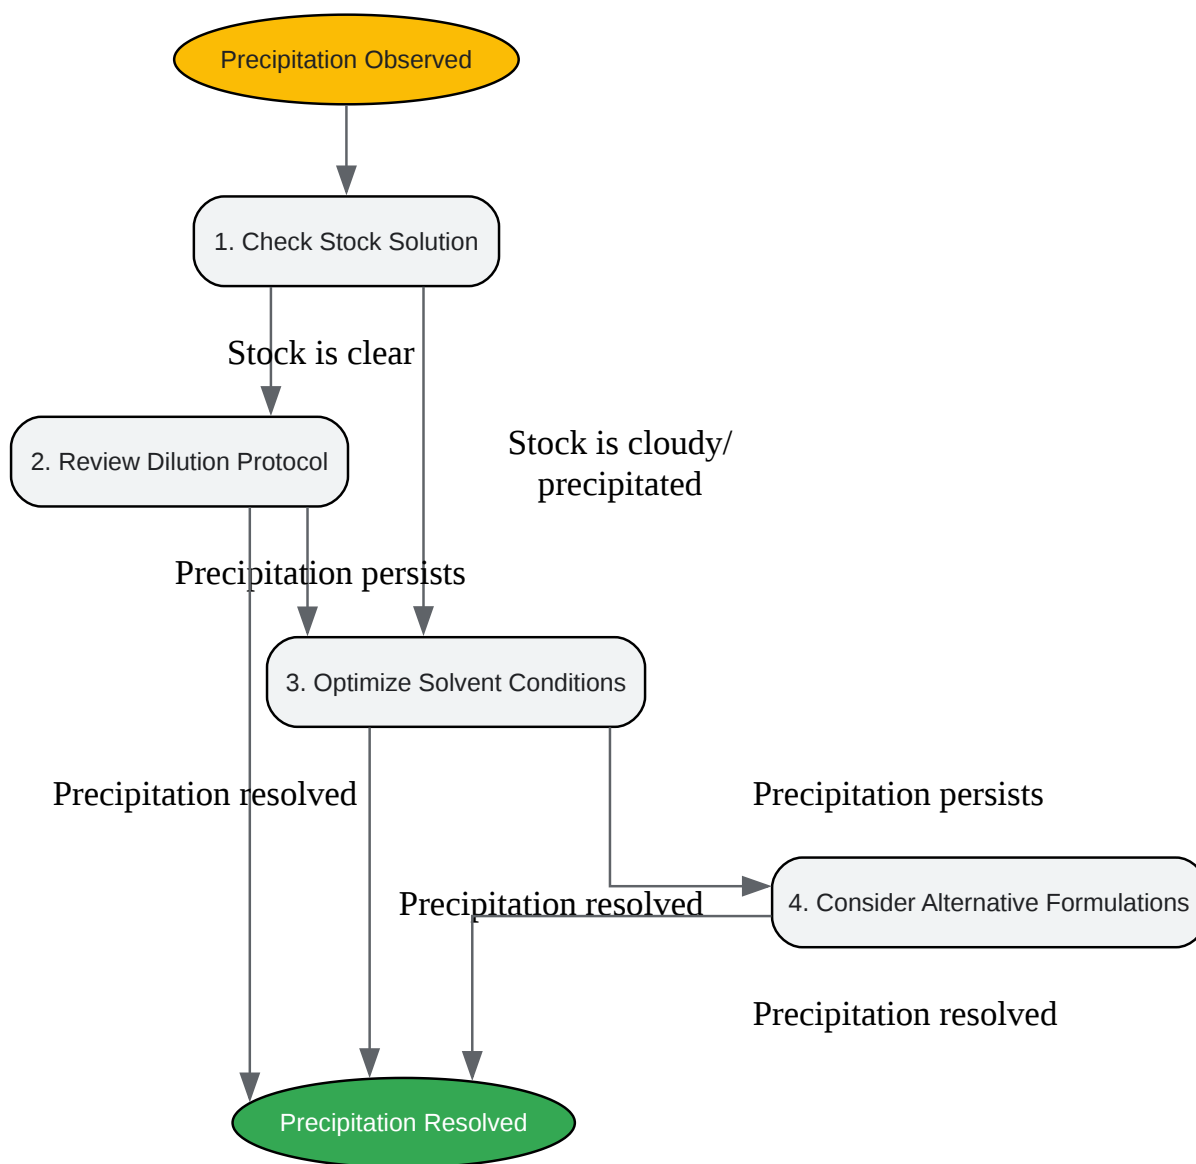 Precipitation Observed
1. Check Stock Solution
Stock is clear
Stock is cloudy/
precipitated
2. Review Dilution Protocol
Precipitation persists
3. Optimize Solvent Conditions
Precipitation resolved
Precipitation persists
Precipitation resolved
4. Consider Alternative Formulations
Precipitation resolved
Precipitation Resolved